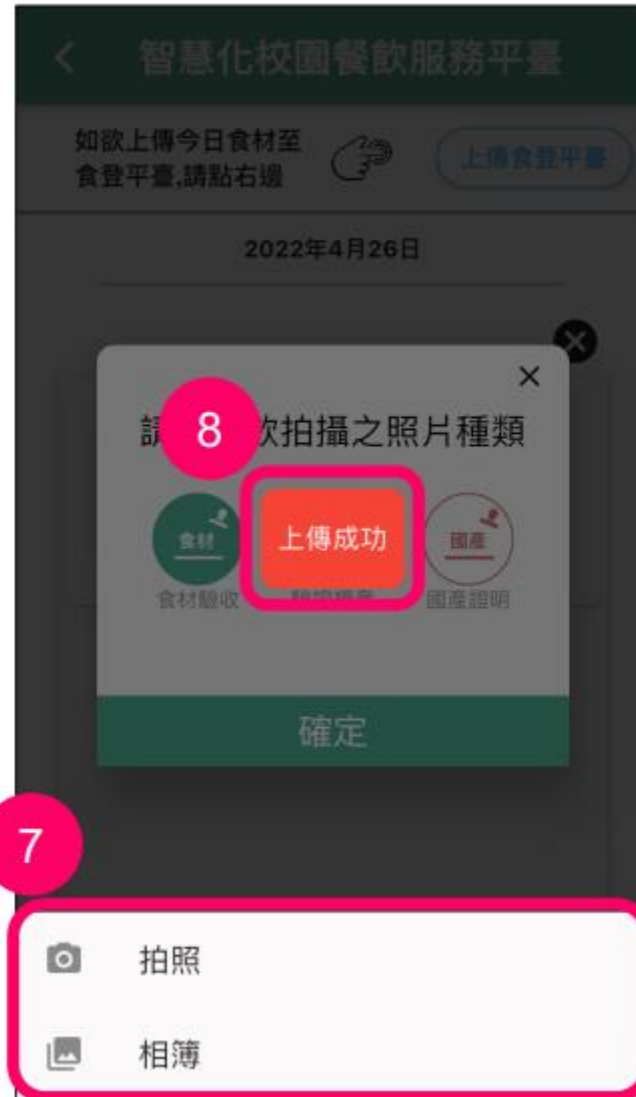 智慧化校園餐飲服務平臺
如欲上傳今日食材至
食登平臺,請點右邊
上傳食登平臺
2022年4月26日
8
請 欲拍攝之照片種類
食材
上傳成功
國產
食材驗收
國產證明
確定
7
拍照
相簿